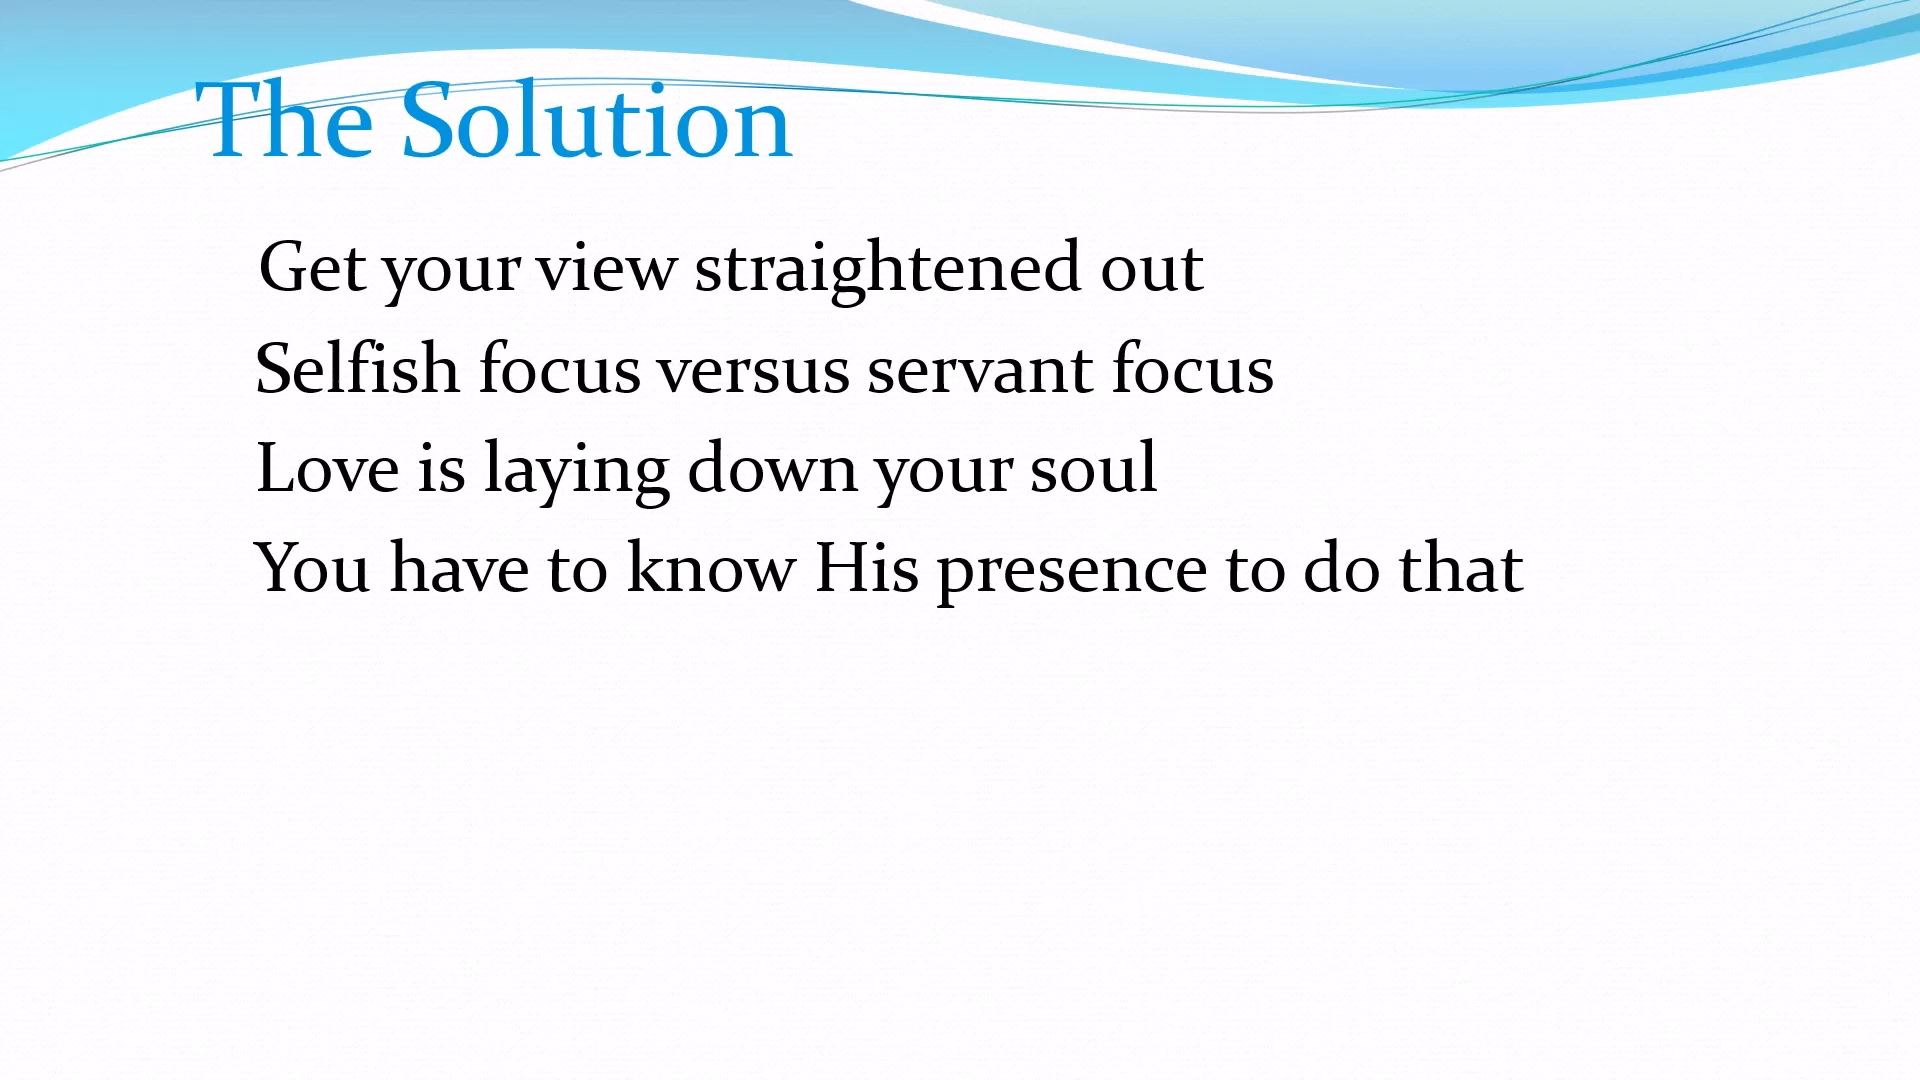 The Solution
Get your view straightened out
Selfish focus versus servant focus
Love is laying down your soul
You have to know His presence to do that